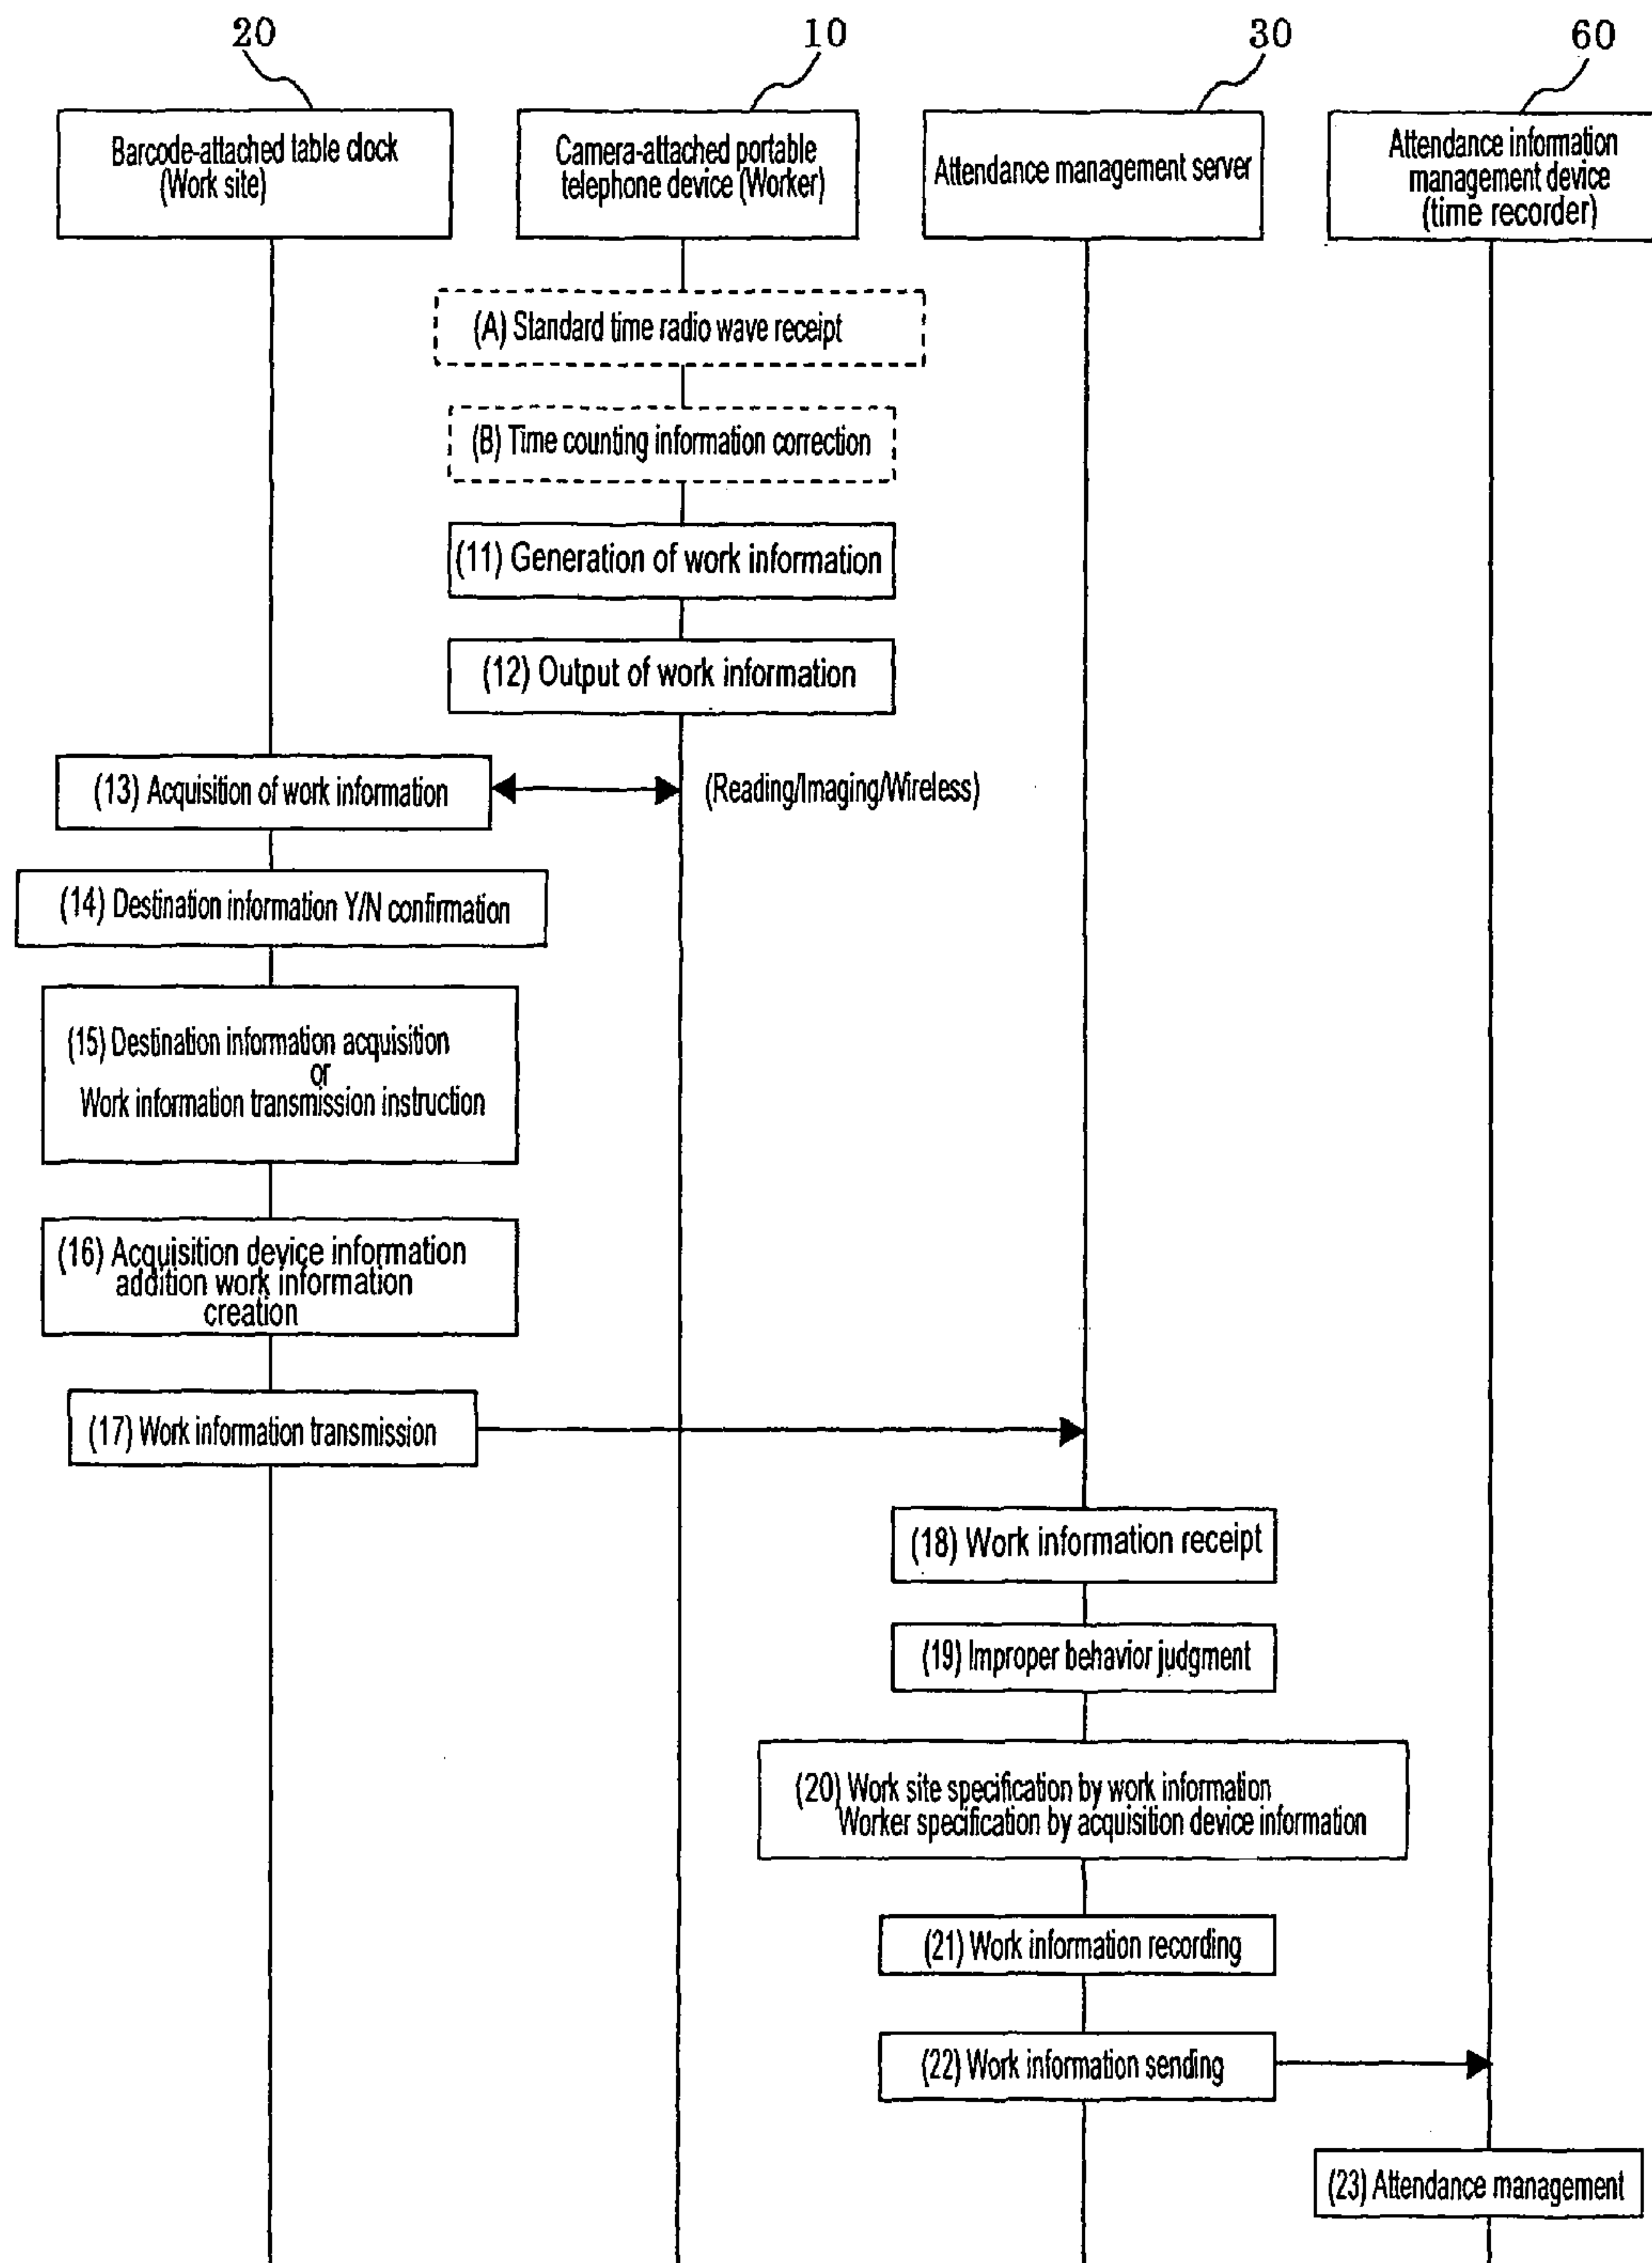 20
10
30
60
Barcode-attached table clock
(Work site)
Camera-attached portable
telephone device (Worker)
Attendance management server
Attendance information
management device
(time recorder)
(A) Standard time radio wave receipt
(B) Time counting information correction
(11) Generation of work information
(12) Output of work information
(13) Acquisition of work information
(Reading/Imaging/Wireless)
(14) Destination information Y/N confirmation
(15) Destination information acquisition
or
Work information transmission instruction
(16) Acquisition device information
addition work information
creation
(17) Work information transmission
(18) Work information receipt
(19) Improper behavior judgment
(20) Work site specification by work information
Worker specification by acquisition device information
(21) Work information recording
(22) Work information sending
(23) Attendance management